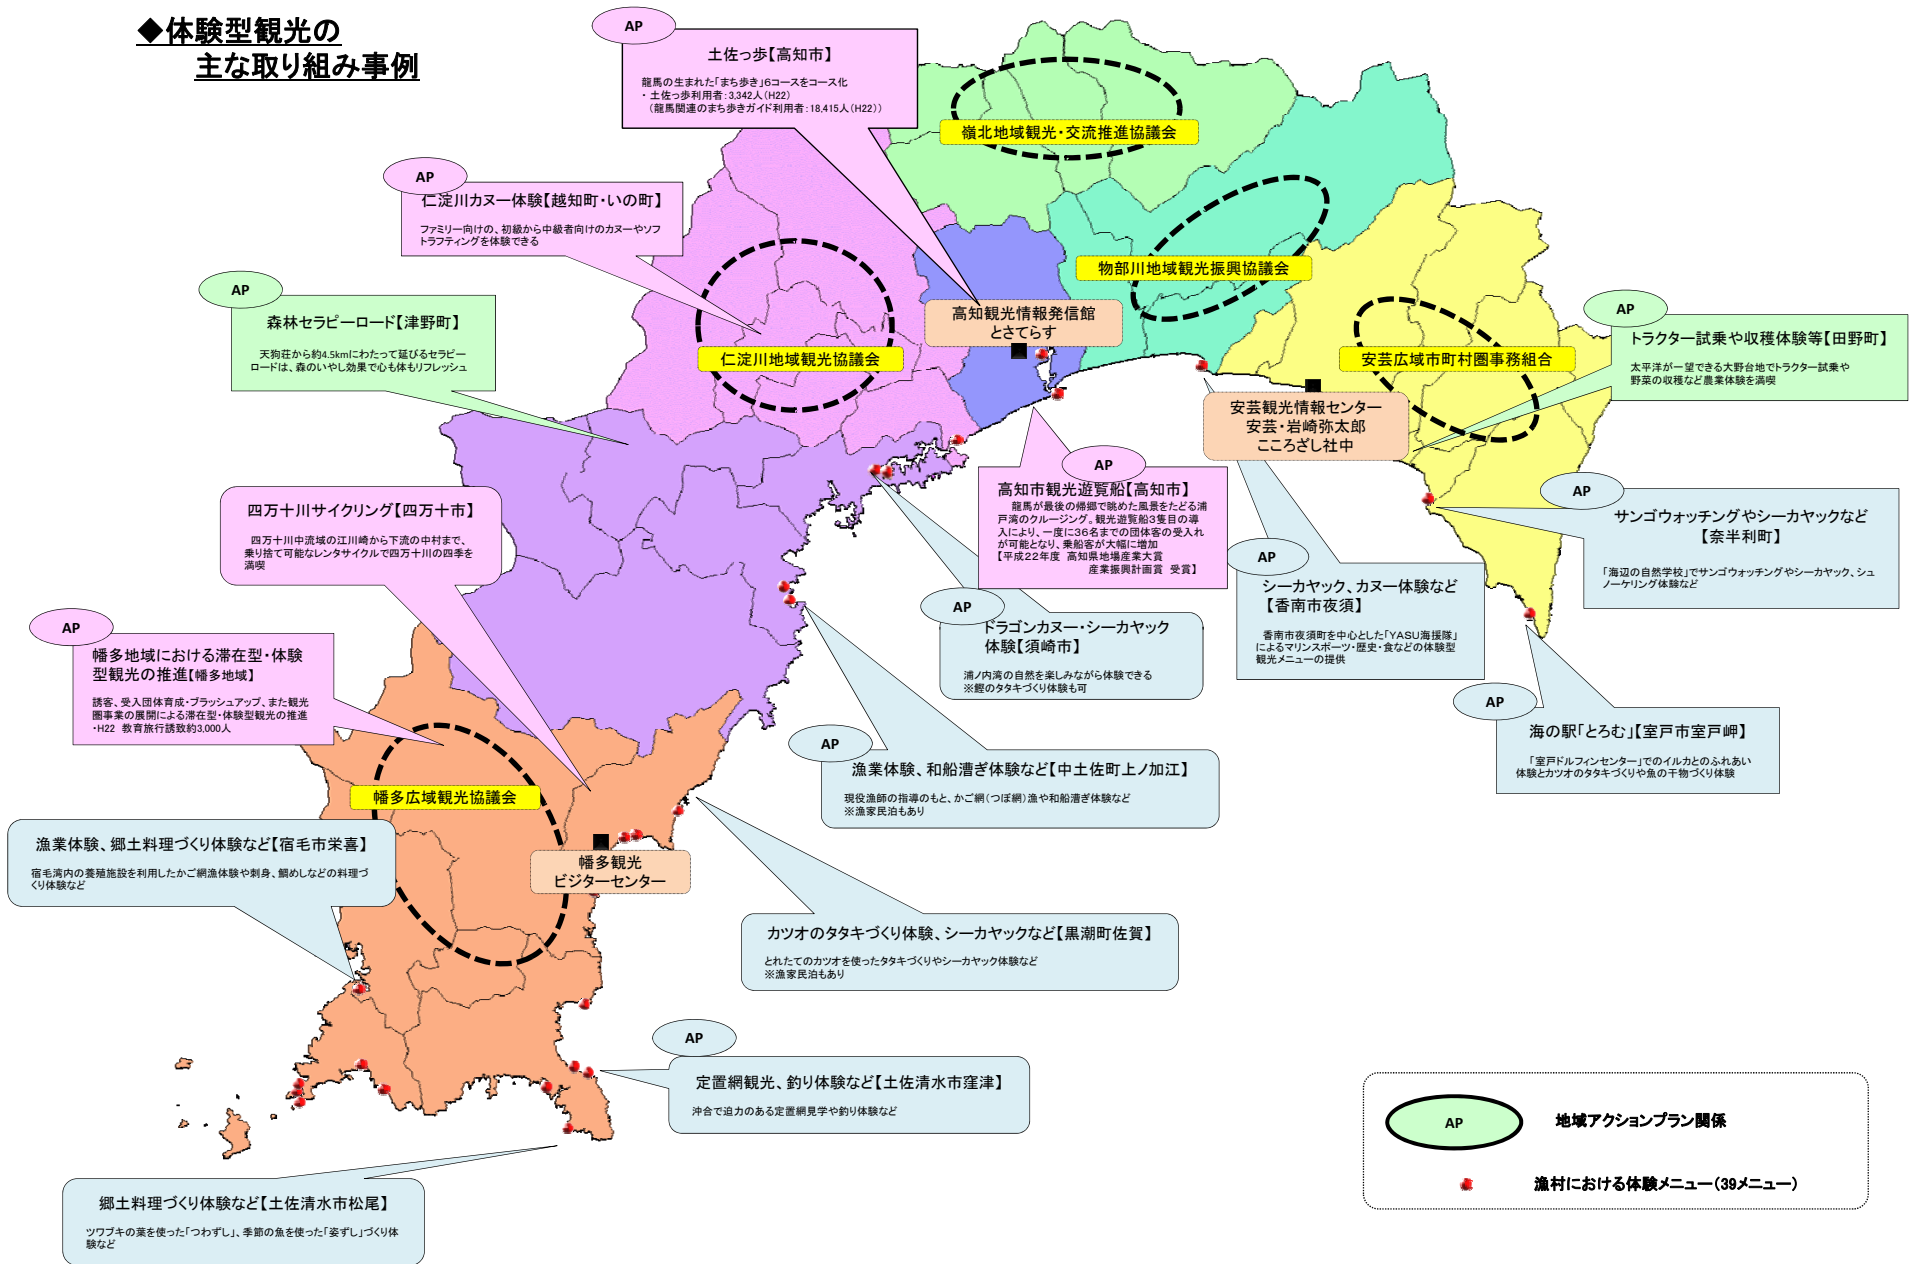 ◆体験型観光の
主な取り組み事例
AP
土佐っ歩【高知市】
龍馬の生まれた「まち歩き」6コースをコース化
・土佐っ歩利用者：3,342人（H22）
（龍馬関連のまち歩きガイド利用者：18,415人（H22））
嶺北地域観光・交流推進協議会
AP
仁淀川カヌー体験【越知町・いの町】
ファミリー向けの、初級から中級者向けのカヌーやソフ
トラフティングを体験できる
物部川地域観光振興協議会
AP
森林セラピーロード【津野町】
天狗荘から約4.5kmにわたって延びるセラピー
ロードは、森のいやし効果で心も体もリフレッシュ
高知観光情報発信館
とさてらす
仁淀川地域観光協議会
安芸広域市町村圏事務組合
AP
トラクター試乗や収穫体験等【田野町】
太平洋が一望できる大野台地でトラクター試乗や
野菜の収穫など農業体験を満喫
安芸観光情報センター
安芸・岩崎弥太郎
こころざし社中
AP
高知市観光遊覧船【高知市】
龍馬が最後の帰郷で眺めた風景をたどる浦
戸湾のクルージング。観光遊覧船3隻目の導
入により、一度に36名までの団体客の受入れ
が可能となり、乗船客が大幅に増加
【平成22年度 高知県地場産業大賞
産業振興計画賞 受賞】
AP
サンゴウォッチングやシーカヤックなど
【奈半利町】
「海辺の自然学校」でサンゴウォッチングやシーカヤック、シュ
ノーケリング体験など
四万十川サイクリング【四万十市】
四万十川中流域の江川崎から下流の中村まで、
乗り捨て可能なレンタサイクルで四万十川の四季を
満喫
AP
シーカヤック、カヌー体験など
【香南市夜須】
香南市夜須町を中心とした「YASU海援隊」
によるマリンスポーツ・歴史・食などの体験型
観光メニューの提供
AP
ドラゴンカヌー・シーカヤック
体験【須崎市】
浦ノ内湾の自然を楽しみながら体験できる
※鰹のタタキづくり体験も可
AP
幡多地域における滞在型・体験
型観光の推進【幡多地域】
誘客、受入団体育成・ブラッシュアップ、また観光
圏事業の展開による滞在型・体験型観光の推進
・H22 教育旅行誘致約3,000人
AP
海の駅「とろむ」【室戸市室戸岬】
「室戸ドルフィンセンター」でのイルカとのふれあい
体験とカツオのタタキづくりや魚の干物づくり体験
AP
漁業体験、和船漕ぎ体験など【中土佐町上ノ加江】
現役漁師の指導のもと、かご網（つぼ網）漁や和船漕ぎ体験など
※漁家民泊もあり
幡多広域観光協議会
漁業体験、郷土料理づくり体験など【宿毛市栄喜】
宿毛湾内の養殖施設を利用したかご網漁体験や刺身、鯛めしなどの料理づ
くり体験など
幡多観光
ビジターセンター
カツオのタタキづくり体験、シーカヤックなど【黒潮町佐賀】
とれたてのカツオを使ったタタキづくりやシーカヤック体験など
※漁家民泊もあり
AP
定置網観光、釣り体験など【土佐清水市窪津】
沖合で迫力のある定置網見学や釣り体験など
郷土料理づくり体験など【土佐清水市松尾】
ツワブキの葉を使った「つわずし」、季節の魚を使った「姿ずし」づくり体
験など
AP
地域アクションプラン関係
漁村における体験メニュー（39メニュー）